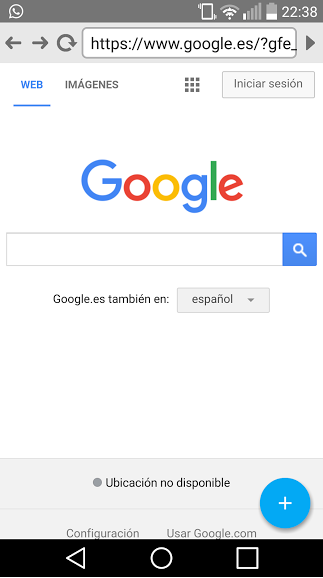 22:38
https://www.google.es/?gfe_
WEB IMÁGENES Iniciar sesión
Google
Google.es también en: español
Ubicación no disponible
+
Configuración Usar Google.com